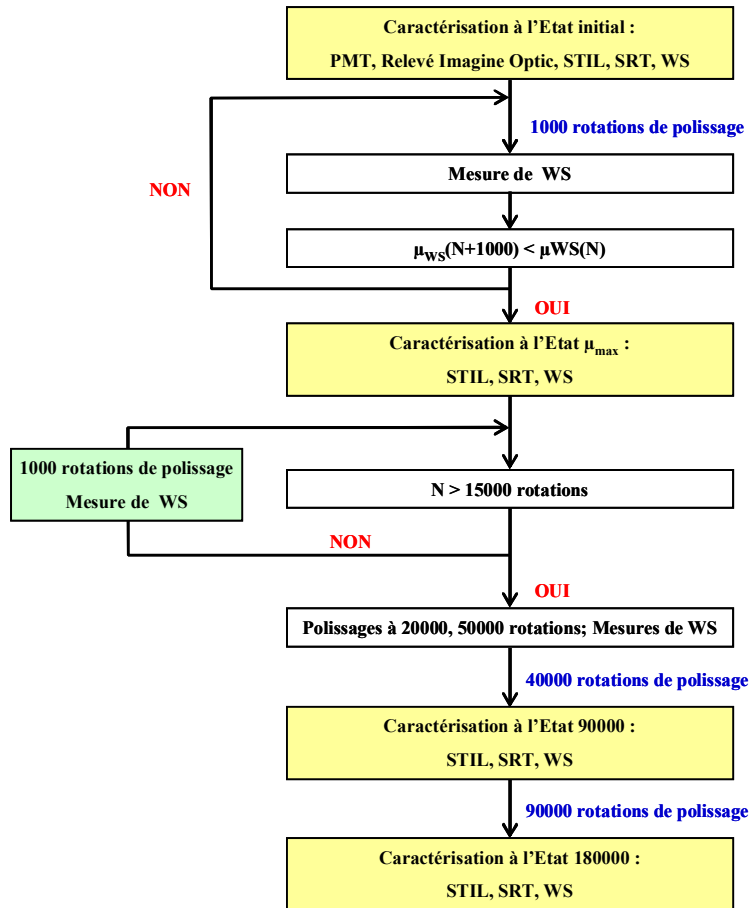 Caractérisation à l'Etat initial :
PMT, Relevé Imagine Optic, STIL, SRT, WS
1000 rotations de polissage
NON
Mesure de WS
μWS(N+1000) < μWS(N)
OUI
Caractérisation à l'Etat μmax :
STIL, SRT, WS
1000 rotations de polissage
Mesure de WS
N > 15000 rotations
NON
OUI
Polissages à 20000, 50000 rotations; Mesures de WS
40000 rotations de polissage
Caractérisation à l'Etat 90000 :
STIL, SRT, WS
90000 rotations de polissage
Caractérisation à l'Etat 180000 :
STIL, SRT, WS